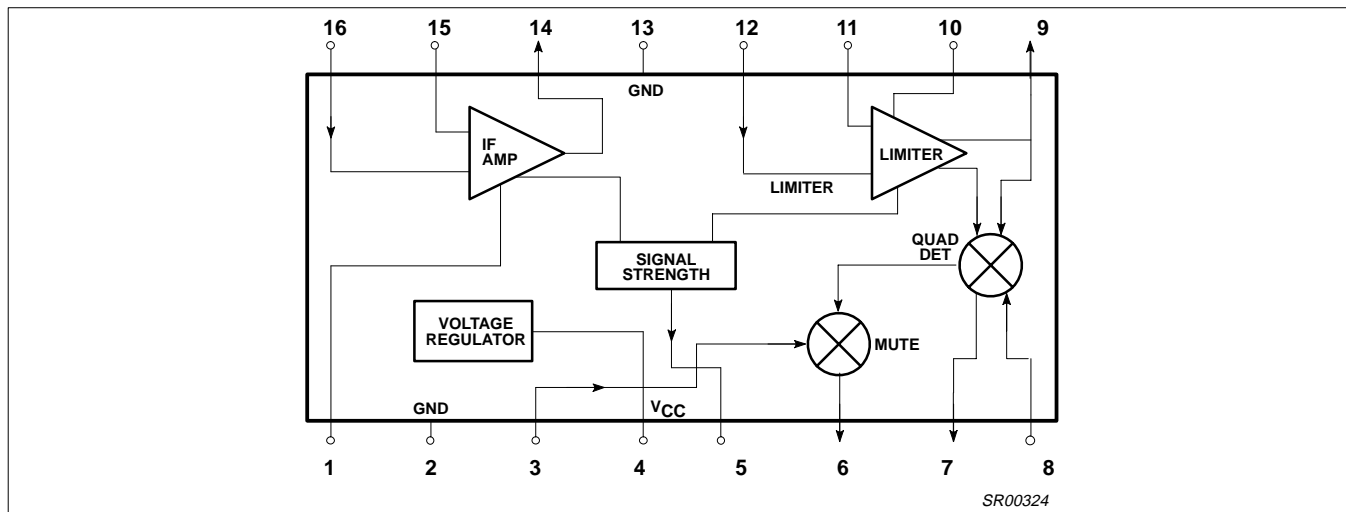 16 15 14 13 12 11 10 9
GND
IF
AMP
LIMITER
LIMITER
QUAD
DET
SIGNAL
STRENGTH
VOLTAGE
REGULATOR
MUTE
GND
VCC
1 2 3 4 5 6 7 8
SR00324